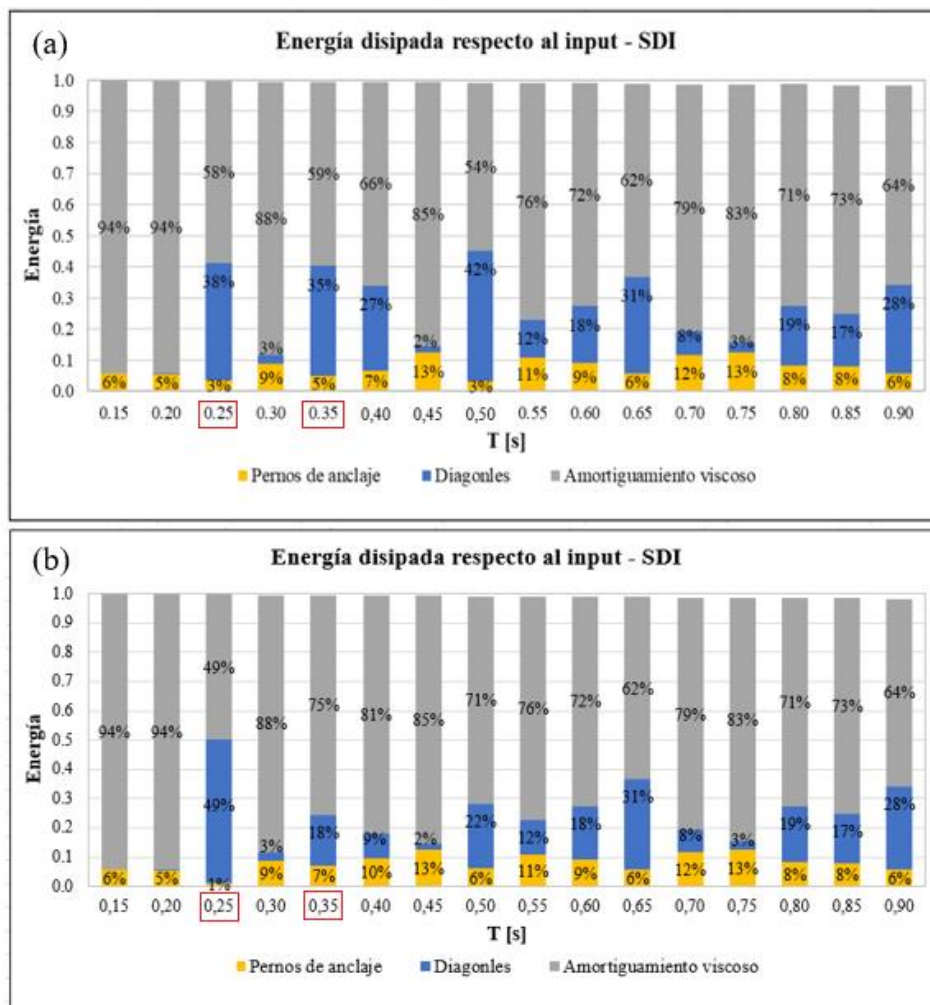 (a)
Energía disipada respecto al input - SDI
Energía
1.0
0.9
0.8
0.7
0.6
0.5
0.4
0.3
0.2
0.1
0.0
94% 94% 58% 88% 59% 66% 85% 54% 76% 72% 62% 79% 83% 71% 73% 64%
38% 3% 35% 27% 2% 42% 12% 18% 31% 8% 3% 19% 17% 28%
6% 5% 3% 9% 5% 7% 13% 3% 11% 9% 6% 12% 13% 8% 8% 6%
0.15 0.20 0.25 0.30 0.35 0,40 0,45 0,50 0.55 0.60 0.65 0.70 0.75 0.80 0.85 0.90
T [s]
Pernos de anclaje Diagonles Amortiguamiento viscoso
(b)
Energía disipada respecto al input - SDI
Energía
1.0
0.9
0.8
0.7
0.6
0.5
0.4
0.3
0.2
0.1
0.0
94% 94% 49% 88% 75% 81% 85% 71% 76% 72% 62% 79% 83% 71% 73% 64%
49% 3% 18% 9% 2% 22% 12% 18% 31% 8% 3% 19% 17% 28%
6% 5% 1% 9% 7% 10% 13% 6% 11% 9% 6% 12% 13% 8% 8% 6%
0,15 0,20 0,25 0,30 0,35 0,40 0,45 0,50 0,55 0,60 0,65 0,70 0,75 0,80 0,85 0,90
T [s]
Pernos de anclaje Diagonles Amortiguamiento viscoso